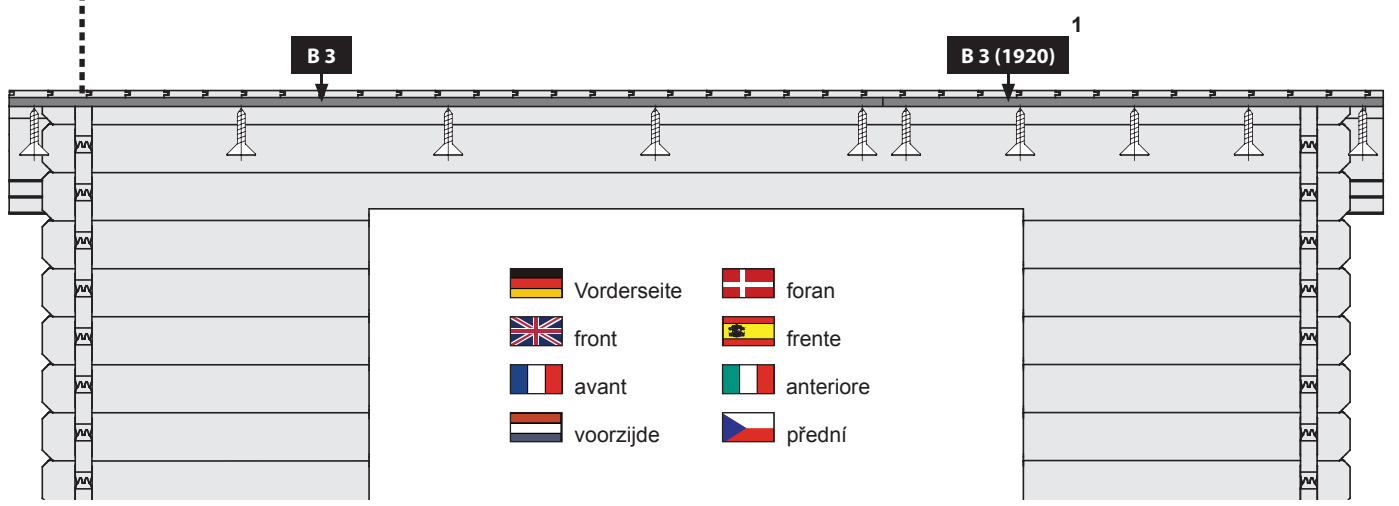 1
B 3
B 3 (1920)
Vorderseite
foran
front
frente
avant
anteriore
voorzijde
přední